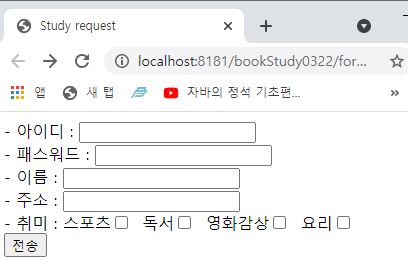 Study request
localhost:8181/bookStudy0322/for...
앱 새 탭 자바의 정석 기초편...
- 아이디 :
- 패스워드 :
- 이름 :
- 주소 :
- 취미 : 스포츠 독서 영화감상 요리
전송